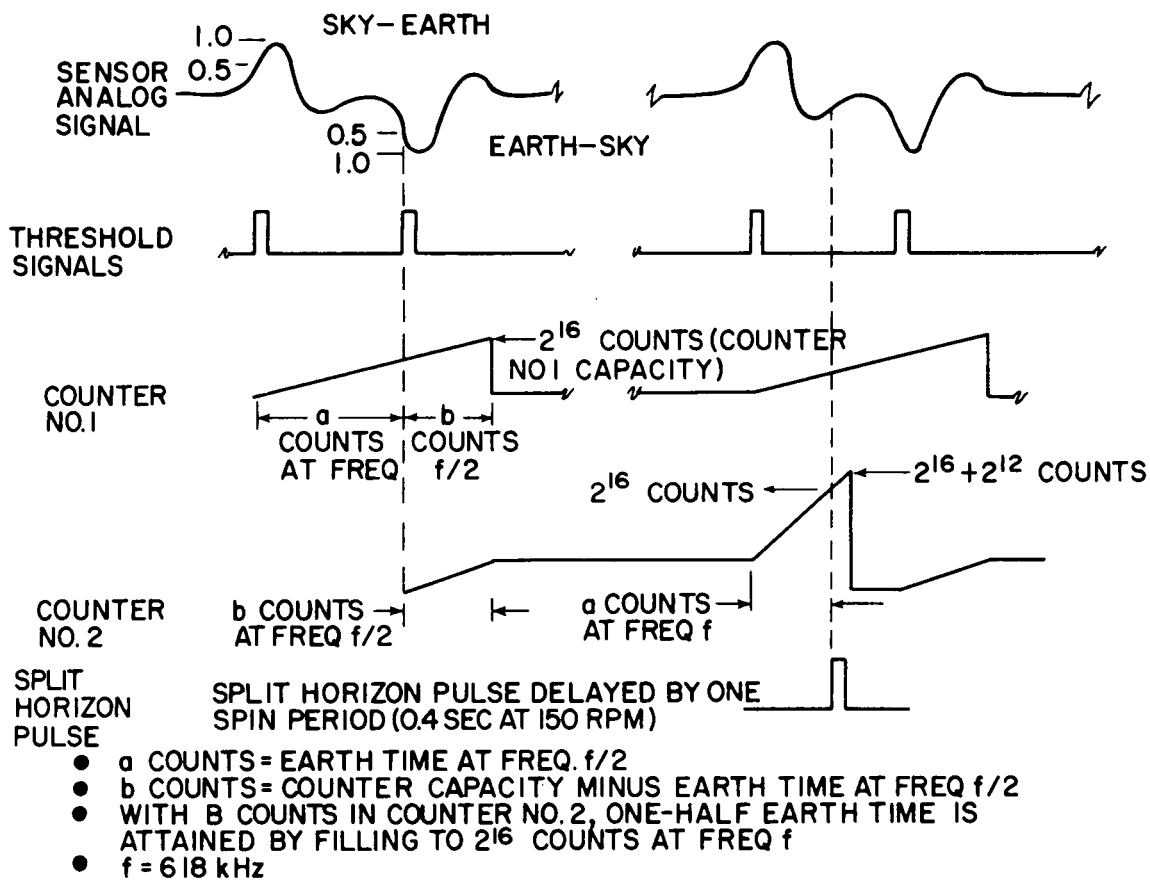 SKY–EARTH
1.0
0.5
SENSOR
ANALOG
SIGNAL
0.5
1.0
EARTH–SKY
THRESHOLD
SIGNALS
2^16 COUNTS (COUNTER
NO1 CAPACITY)
COUNTER
NO.1
a
COUNTS
AT FREQ
b
COUNTS
f/2
2^16 COUNTS
2^16+2^12 COUNTS
COUNTER
NO. 2
b COUNTS
AT FREQ f/2
a COUNTS
AT FREQ f
SPLIT
HORIZON
PULSE
SPLIT HORIZON PULSE DELAYED BY ONE
SPIN PERIOD (0.4 SEC AT 150 RPM)
● a COUNTS = EARTH TIME AT FREQ. f/2
● b COUNTS = COUNTER CAPACITY MINUS EARTH TIME AT FREQ f/2
● WITH B COUNTS IN COUNTER NO. 2, ONE-HALF EARTH TIME IS
ATTAINED BY FILLING TO 2^16 COUNTS AT FREQ f
● f = 618 kHz